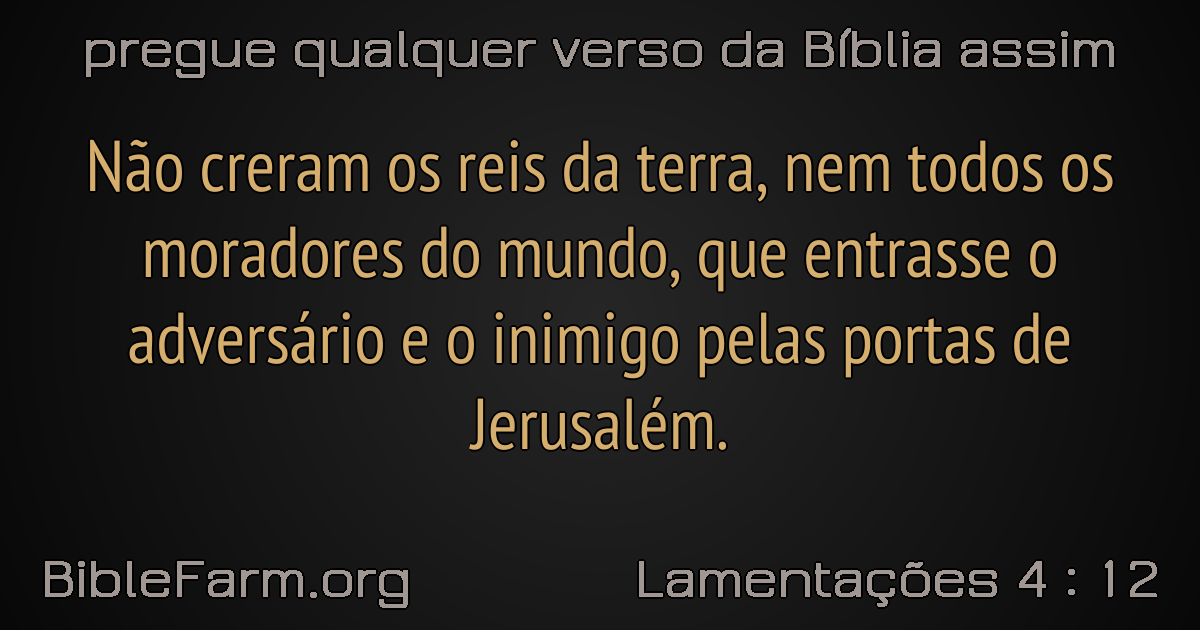 pregue qualquer verso da Bíblia assim
Não creram os reis da terra, nem todos os
moradores do mundo, que entrasse o
adversário e o inimigo pelas portas de
Jerusalém.
BibleFarm.org
Lamentações 4 : 12